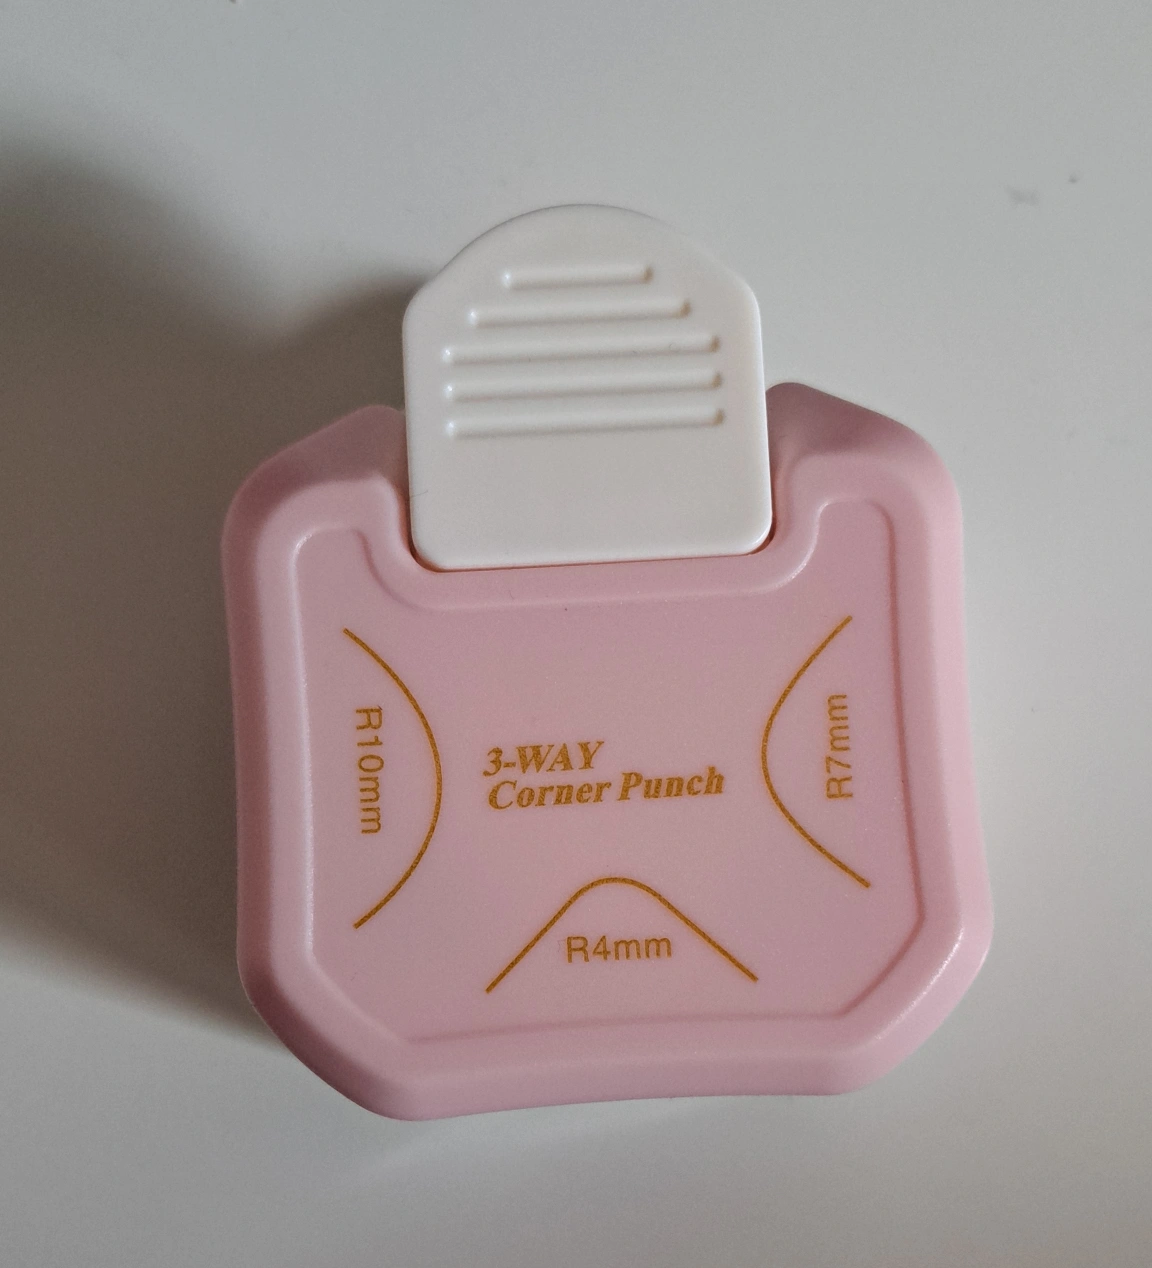 R10mm
3-WAY
Corner Punch
R7mm
R4mm